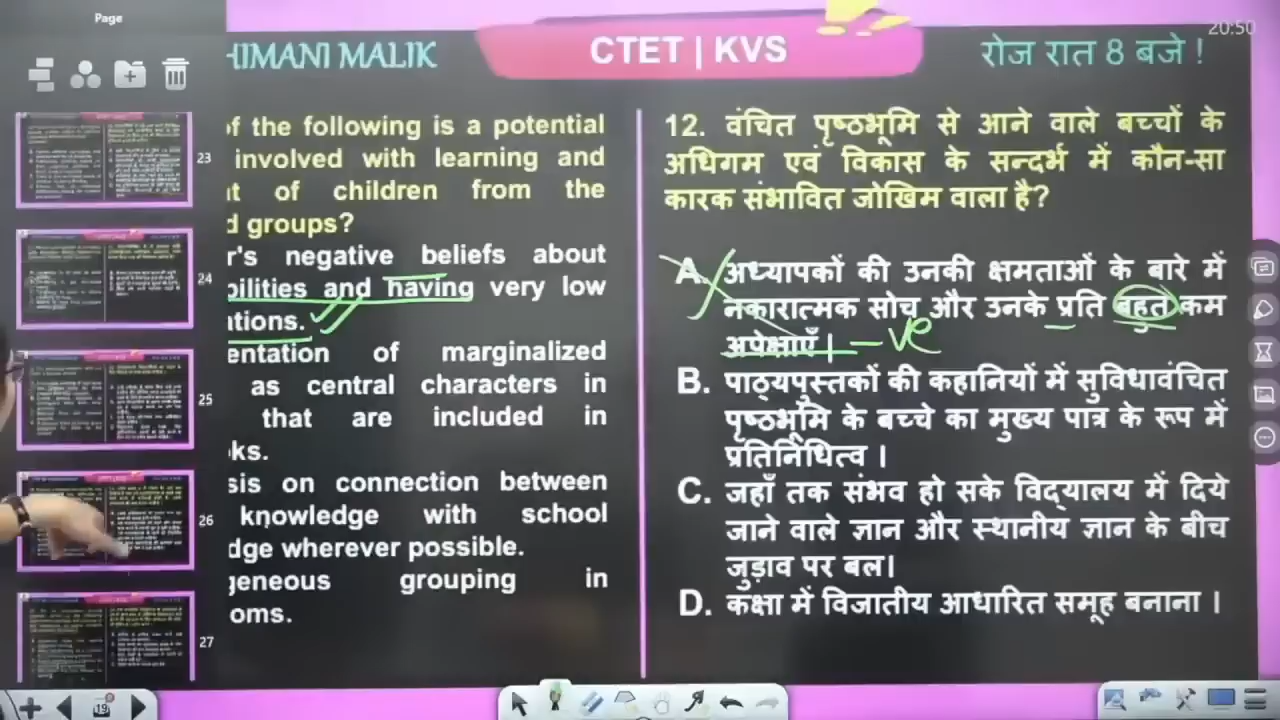 Page
20:50
HIMANI MALIK
CTET | KVS
रोज रात 8 बजे !
of the following is a potential
involved with learning and
t of children from the
d groups?
r's negative beliefs about
bilities and having very low
ations.
entation of marginalized
as central characters in
that are included in
ks.
sis on connection between
knowledge with school
dge wherever possible.
geneous grouping in
oms.
12. वंचित पृष्ठभूमि से आने वाले बच्चों के
अधिगम एवं विकास के सन्दर्भ में कौन-सा
कारक संभावित जोखिम वाला है?
A. अध्यापकों की उनकी क्षमताओं के बारे में
नकारात्मक सोच और उनके प्रति बहुत कम
अपेक्षाएँ | -ve
B. पाठ्यपुस्तकों की कहानियों में सुविधावंचित
पृष्ठभूमि के बच्चे का मुख्य पात्र के रूप में
प्रतिनिधित्व ।
C. जहाँ तक संभव हो सके विद्यालय में दिये
जाने वाले ज्ञान और स्थानीय ज्ञान के बीच
जुड़ाव पर बल।
D. कक्षा में विजातीय आधारित समूह बनाना ।
23
24
25
26
27
19